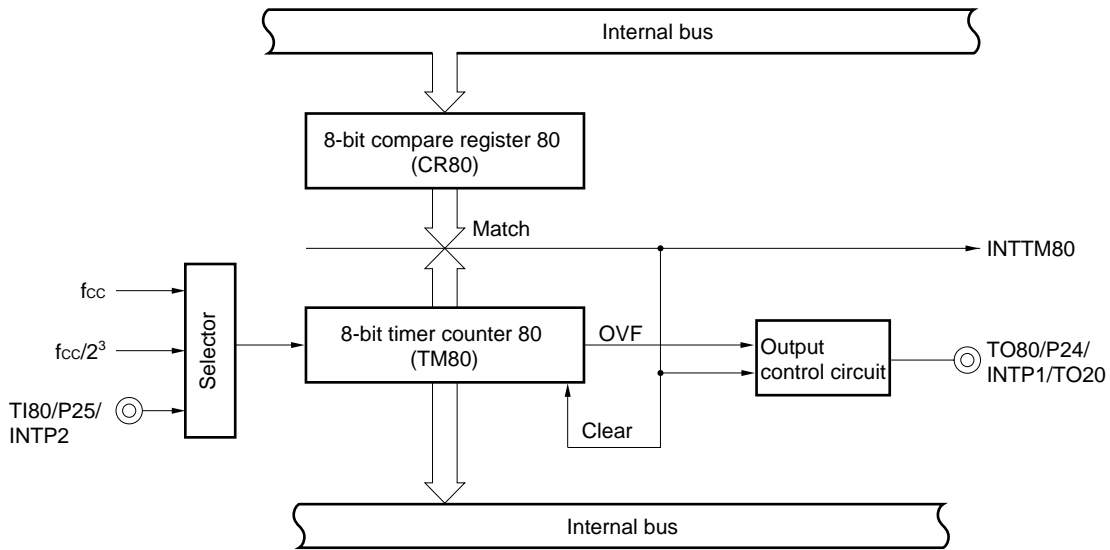 Internal bus
8-bit compare register 80
(CR80)
Match
INTTM80
fCC
fCC/2³
TI80/P25/
INTP2
Selector
8-bit timer counter 80
(TM80)
OVF
Clear
Output
control circuit
TO80/P24/
INTP1/TO20
Internal bus